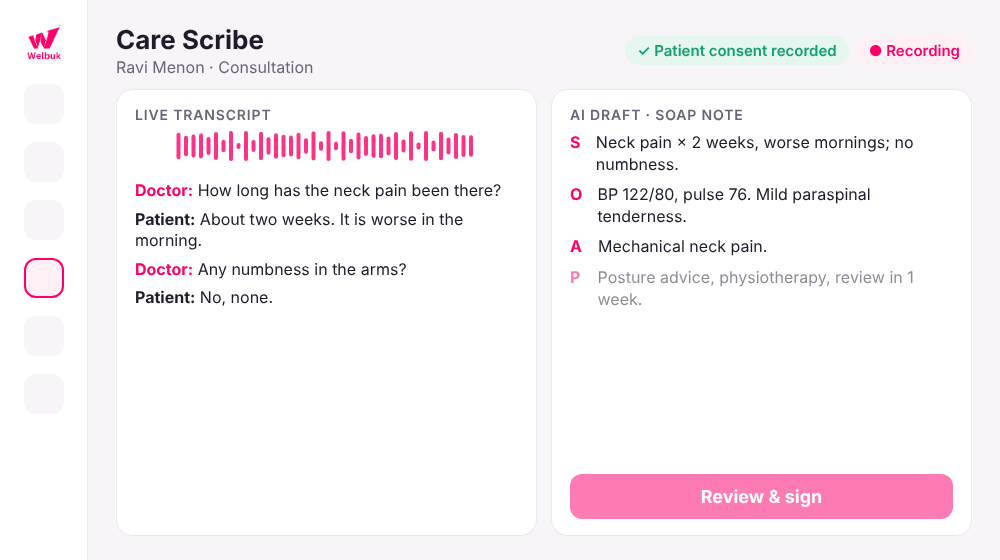 Welbuk
Care Scribe
Ravi Menon · Consultation
✓ Patient consent recorded
Recording
LIVE TRANSCRIPT
Doctor: How long has the neck pain been there?
Patient: About two weeks. It is worse in the
morning.
Doctor: Any numbness in the arms?
Patient: No, none.
AI DRAFT · SOAP NOTE
S Neck pain × 2 weeks, worse mornings; no
numbness.
O BP 122/80, pulse 76. Mild paraspinal
tenderness.
A Mechanical neck pain.
P Posture advice, physiotherapy, review in 1
week.
Review & sign